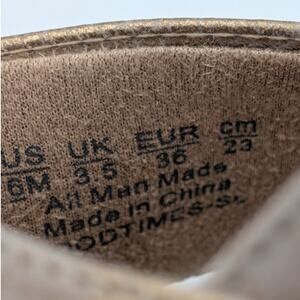 US UK EUR cm
6M 3.5 36 23
All Man Made
Made in China